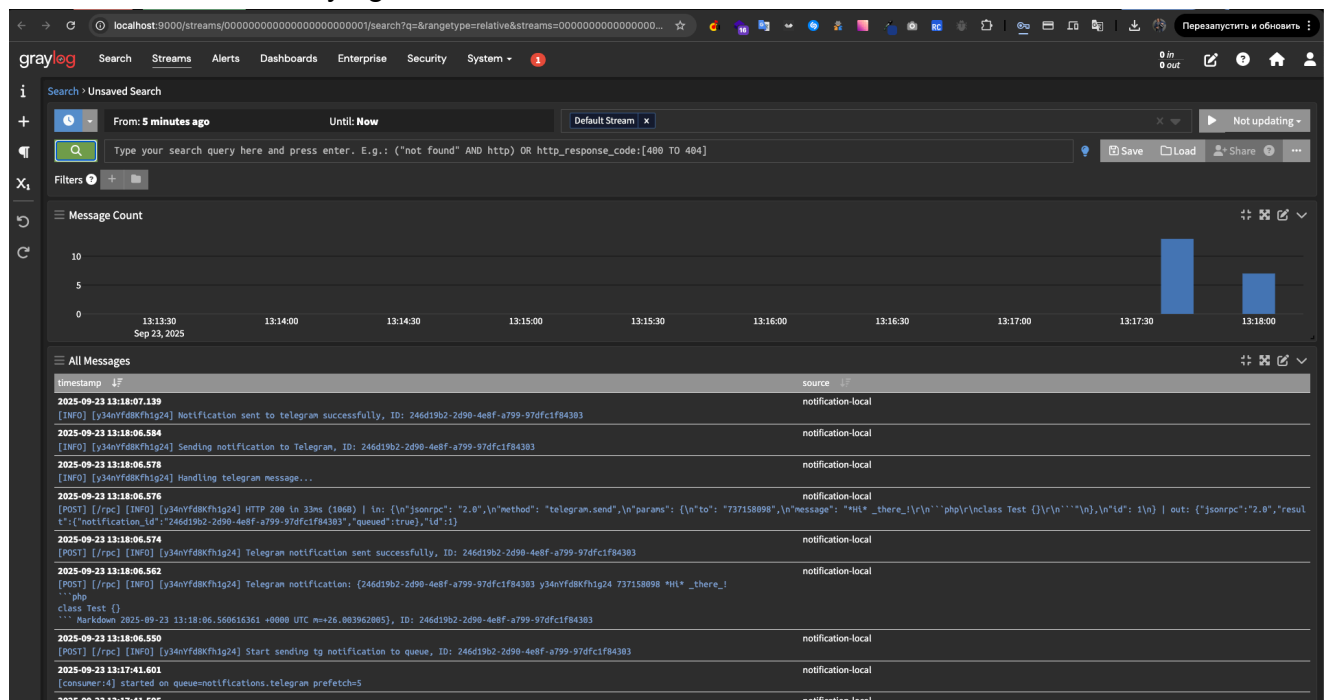 localhost:9000/streams/000000000000000000000001/search?q=&rangetype=relative&streams=0000000000000000...
16
RC
Перезапустить и обновить
graylog
Search Streams Alerts Dashboards Enterprise Security System 1
0 in
0 out
Search > Unsaved Search
From: 5 minutes ago Until: Now Default Stream x Not updating
Type your search query here and press enter. E.g.: ("not found" AND http) OR http_response_code:[400 TO 404]
Save Load Share ...
Filters
Message Count
10
5
0
13:13:30 13:14:00 13:14:30 13:15:00 13:15:30 13:16:00 13:16:30 13:17:00 13:17:30 13:18:00
Sep 23, 2025
All Messages
timestamp source
2025-09-23 13:18:07.139 notification-local
[INFO] [y34nYfd8Kfh1g24] Notification sent to telegram successfully, ID: 246d19b2-2d90-4e8f-a799-97dfc1f84303
2025-09-23 13:18:06.584 notification-local
[INFO] [y34nYfd8Kfh1g24] Sending notification to Telegram, ID: 246d19b2-2d90-4e8f-a799-97dfc1f84303
2025-09-23 13:18:06.578 notification-local
[INFO] [y34nYfd8Kfh1g24] Handling telegram message...
2025-09-23 13:18:06.576 notification-local
[POST] [/rpc] [INFO] [y34nYfd8Kfh1g24] HTTP 200 in 33ms (106B) | in: {\n"jsonrpc": "2.0",\n"method": "telegram.send",\n"params": {\n"to": "737158098",\n"message": "*Hi* _there_!\r\n```php\r\nclass Test {}\r\n```"\n},\n"id": 1\n} | out: {"jsonrpc":"2.0","resul
t":{"notification_id":"246d19b2-2d90-4e8f-a799-97dfc1f84303","queued":true},"id":1}
2025-09-23 13:18:06.574 notification-local
[POST] [/rpc] [INFO] [y34nYfd8Kfh1g24] Telegram notification sent successfully, ID: 246d19b2-2d90-4e8f-a799-97dfc1f84303
2025-09-23 13:18:06.562 notification-local
[POST] [/rpc] [INFO] [y34nYfd8Kfh1g24] Telegram notification: {246d19b2-2d90-4e8f-a799-97dfc1f84303 y34nYfd8Kfh1g24 737158098 *Hi* _there_!
```php
class Test {}
``` Markdown 2025-09-23 13:18:06.560616361 +0000 UTC m=+26.003962005}, ID: 246d19b2-2d90-4e8f-a799-97dfc1f84303
2025-09-23 13:18:06.550 notification-local
[POST] [/rpc] [INFO] [y34nYfd8Kfh1g24] Start sending tg notification to queue, ID: 246d19b2-2d90-4e8f-a799-97dfc1f84303
2025-09-23 13:17:41.601 notification-local
[consumer:4] started on queue=notifications.telegram prefetch=5